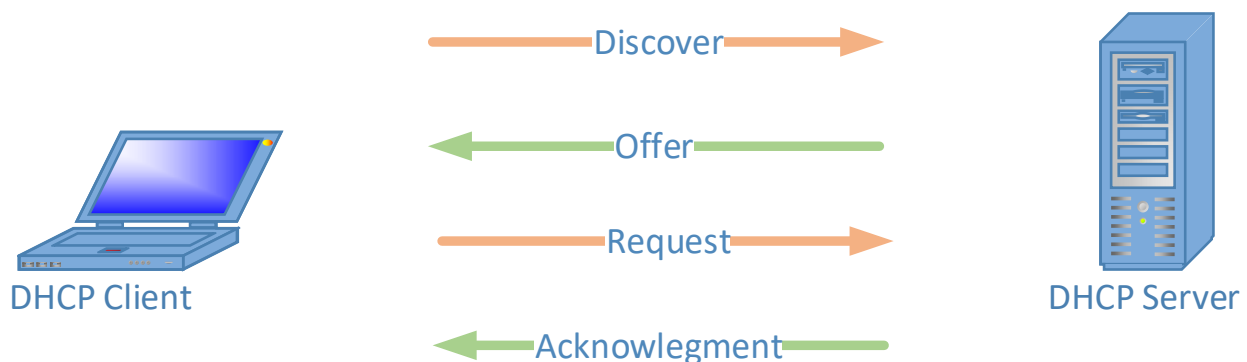 Discover
Offer
Request
DHCP Client
DHCP Server
Acknowlegment